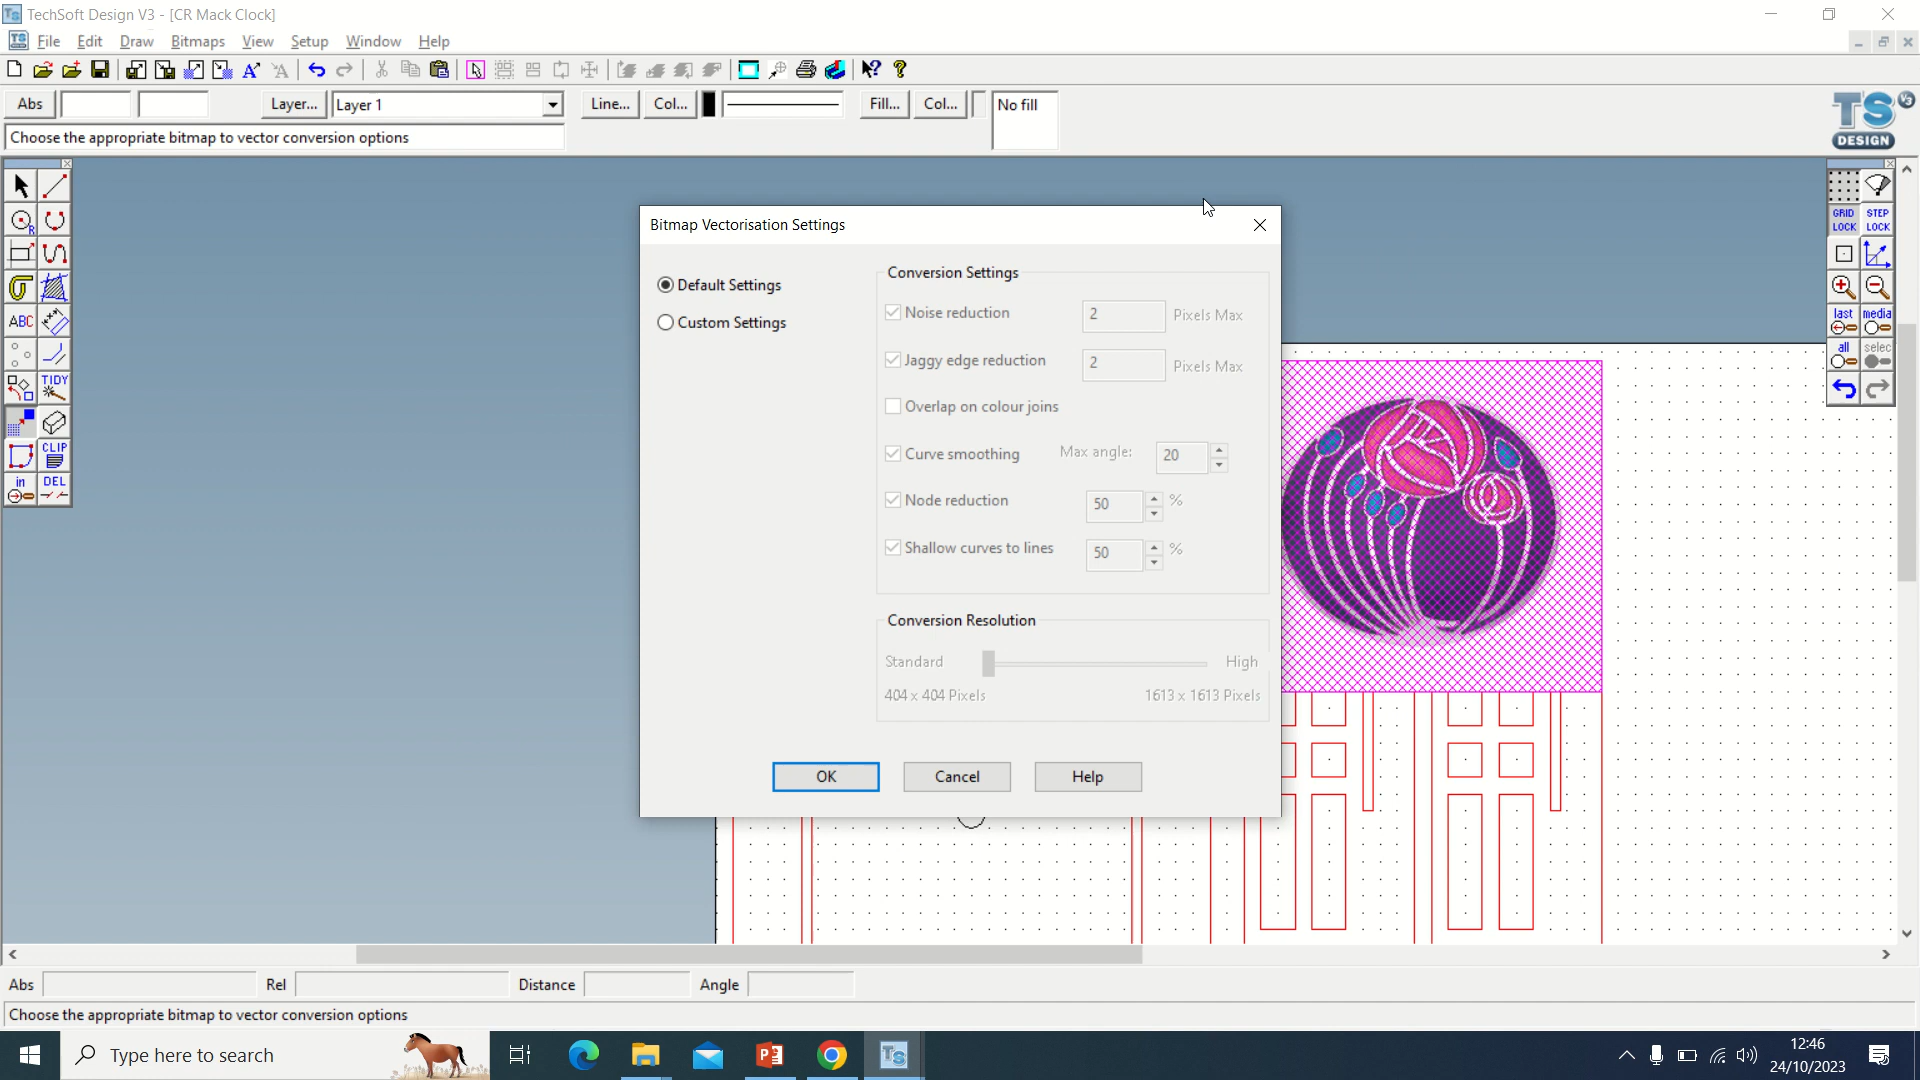 TS TechSoft Design V3 - [CR Mack Clock]
File Edit Draw Bitmaps View Setup Window Help
Abs Layer... Layer 1 Line... Col... Fill... Col... No fill
TS V3
DESIGN
Choose the appropriate bitmap to vector conversion options
R
ABC
TIDY
CLIP
in DEL
GRID LOCK STEP LOCK
last media
all selec
Bitmap Vectorisation Settings
Default Settings
Custom Settings
Conversion Settings
Noise reduction 2 Pixels Max
Jaggy edge reduction 2 Pixels Max
Overlap on colour joins
Curve smoothing Max angle: 20
Node reduction 50 %
Shallow curves to lines 50 %
Conversion Resolution
Standard High
404 x 404 Pixels 1613 x 1613 Pixels
OK Cancel Help
Abs Rel Distance Angle
Choose the appropriate bitmap to vector conversion options
Type here to search
12:46
24/10/2023